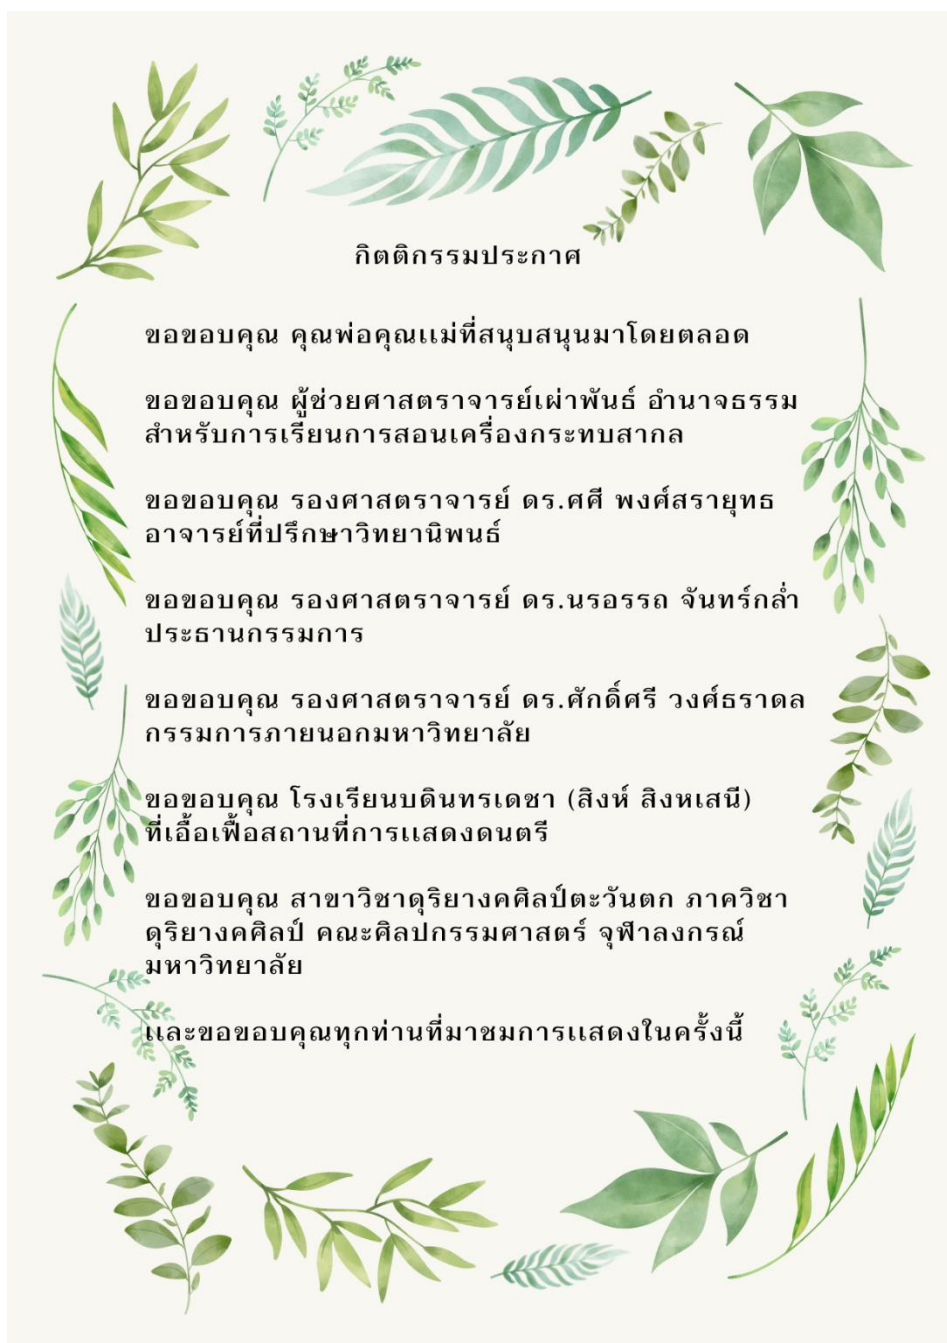 กิตติกรรมประกาศ
ขอขอบคุณ คุณพ่อคุณแม่ที่สนุบสนุนมาโดยตลอด
ขอขอบคุณ ผู้ช่วยศาสตราจารย์เผ่าพันธ์ อำนาจธรรม
สำหรับการเรียนการสอนเครื่องกระทบสากล
ขอขอบคุณ รองศาสตราจารย์ ดร.ศศี พงศ์สรายุทธ
อาจารย์ที่ปรึกษาวิทยานิพนธ์
ขอขอบคุณ รองศาสตราจารย์ ดร.นรอรรถ จันทร์กล่ำ
ประธานกรรมการ
ขอขอบคุณ รองศาสตราจารย์ ดร.ศักดิ์ศรี วงศ์ธราดล
กรรมการภายนอกมหาวิทยาลัย
ขอขอบคุณ โรงเรียนบดินทรเดชา (สิงห์ สิงหเสนี)
ที่เอื้อเฟื้อสถานที่การแสดงดนตรี
ขอขอบคุณ สาขาวิชาดุริยางคศิลป์ตะวันตก ภาควิชา
ดุริยางคศิลป์ คณะศิลปกรรมศาสตร์ จุฬาลงกรณ์
มหาวิทยาลัย
และขอขอบคุณทุกท่านที่มาชมการแสดงในครั้งนี้